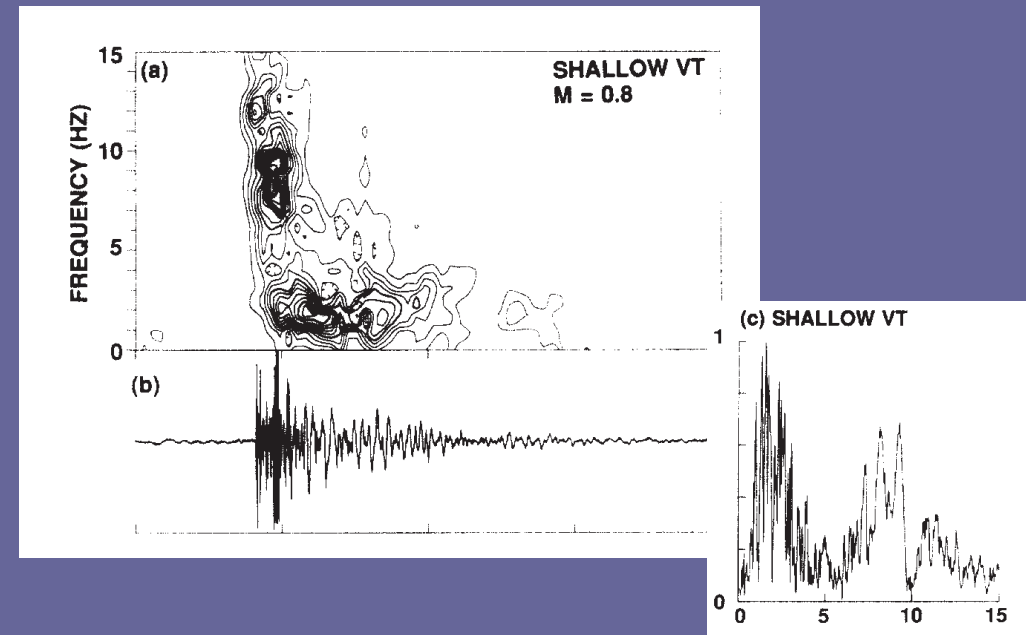 15
(a)
SHALLOW VT
M = 0.8
10
5
0
FREQUENCY (HZ)
(b)
(c) SHALLOW VT
1
0
0
5
10
15